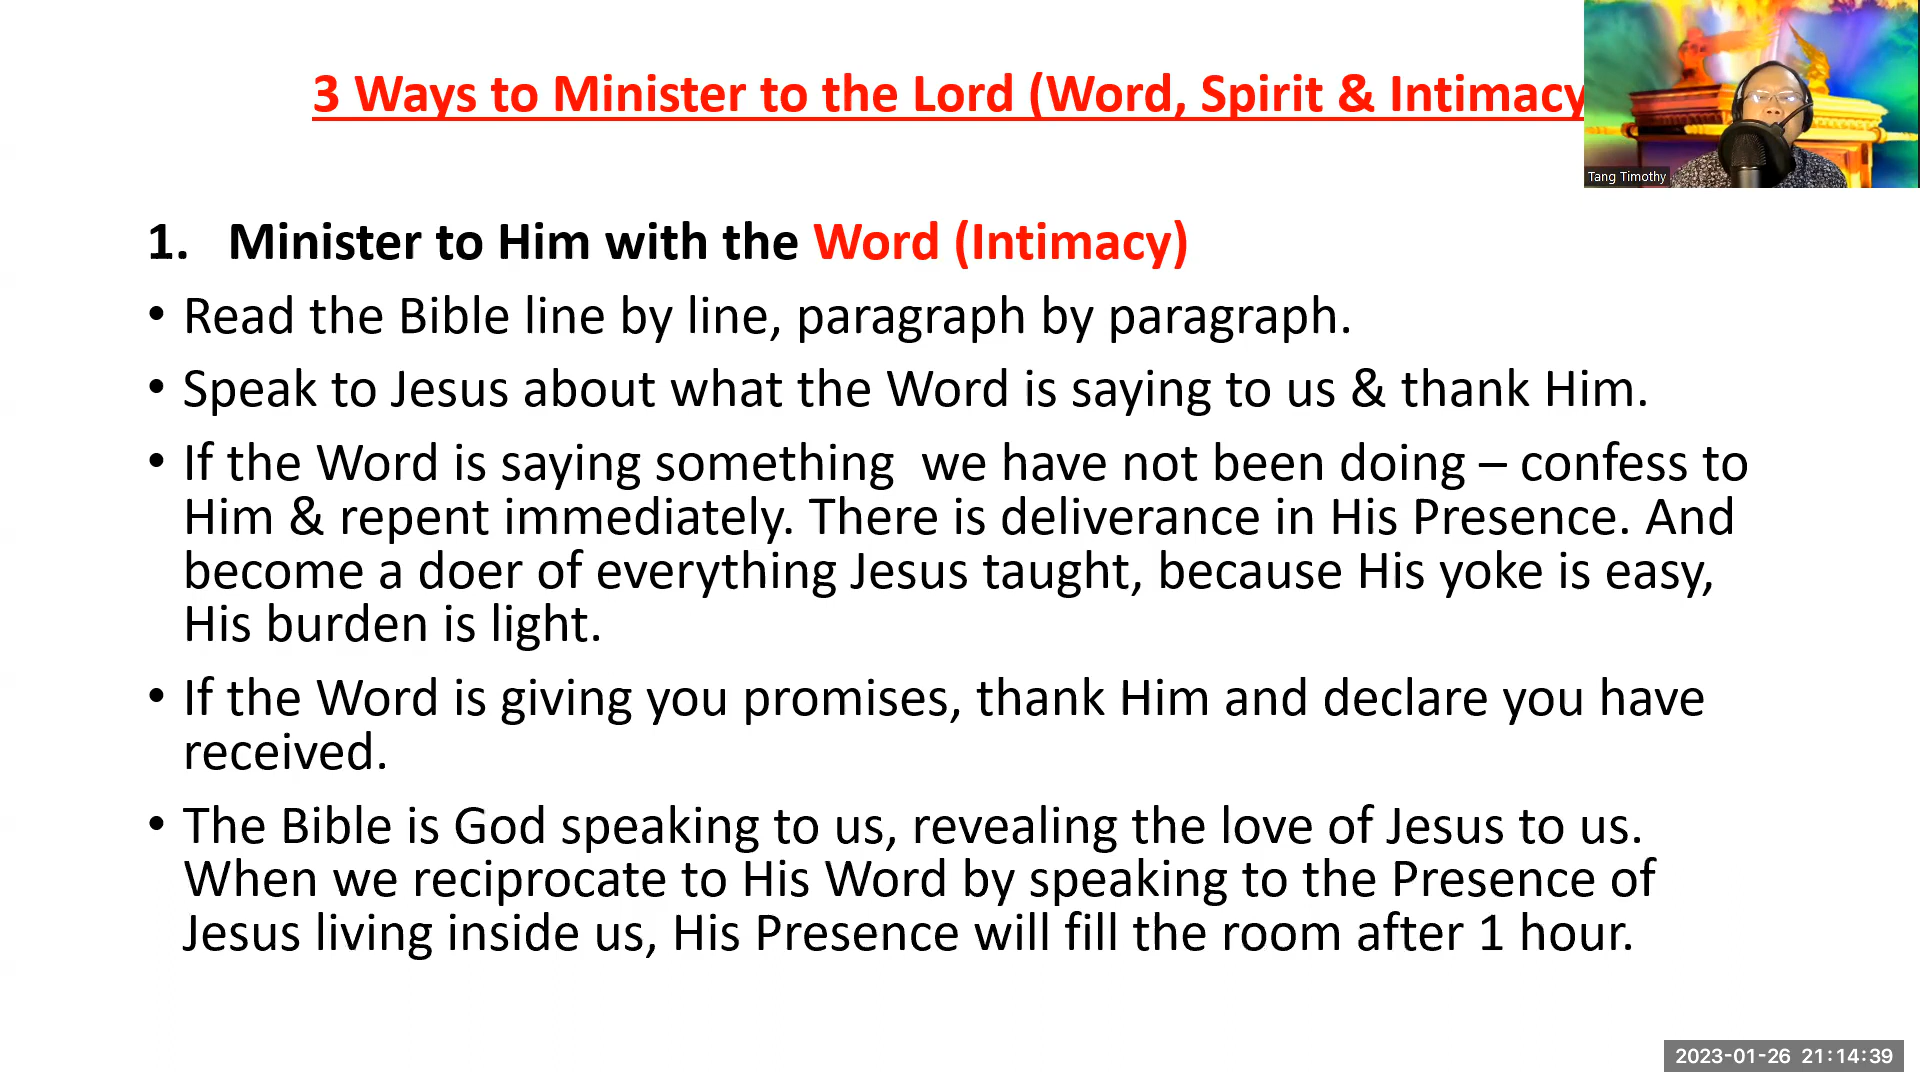 3 Ways to Minister to the Lord (Word, Spirit & Intimacy
Tang Timothy
1. Minister to Him with the Word (Intimacy)
• Read the Bible line by line, paragraph by paragraph.
• Speak to Jesus about what the Word is saying to us & thank Him.
• If the Word is saying something  we have not been doing – confess to
Him & repent immediately. There is deliverance in His Presence. And
become a doer of everything Jesus taught, because His yoke is easy,
His burden is light.
• If the Word is giving you promises, thank Him and declare you have
received.
• The Bible is God speaking to us, revealing the love of Jesus to us.
When we reciprocate to His Word by speaking to the Presence of
Jesus living inside us, His Presence will fill the room after 1 hour.
2023-01-26 21:14:39